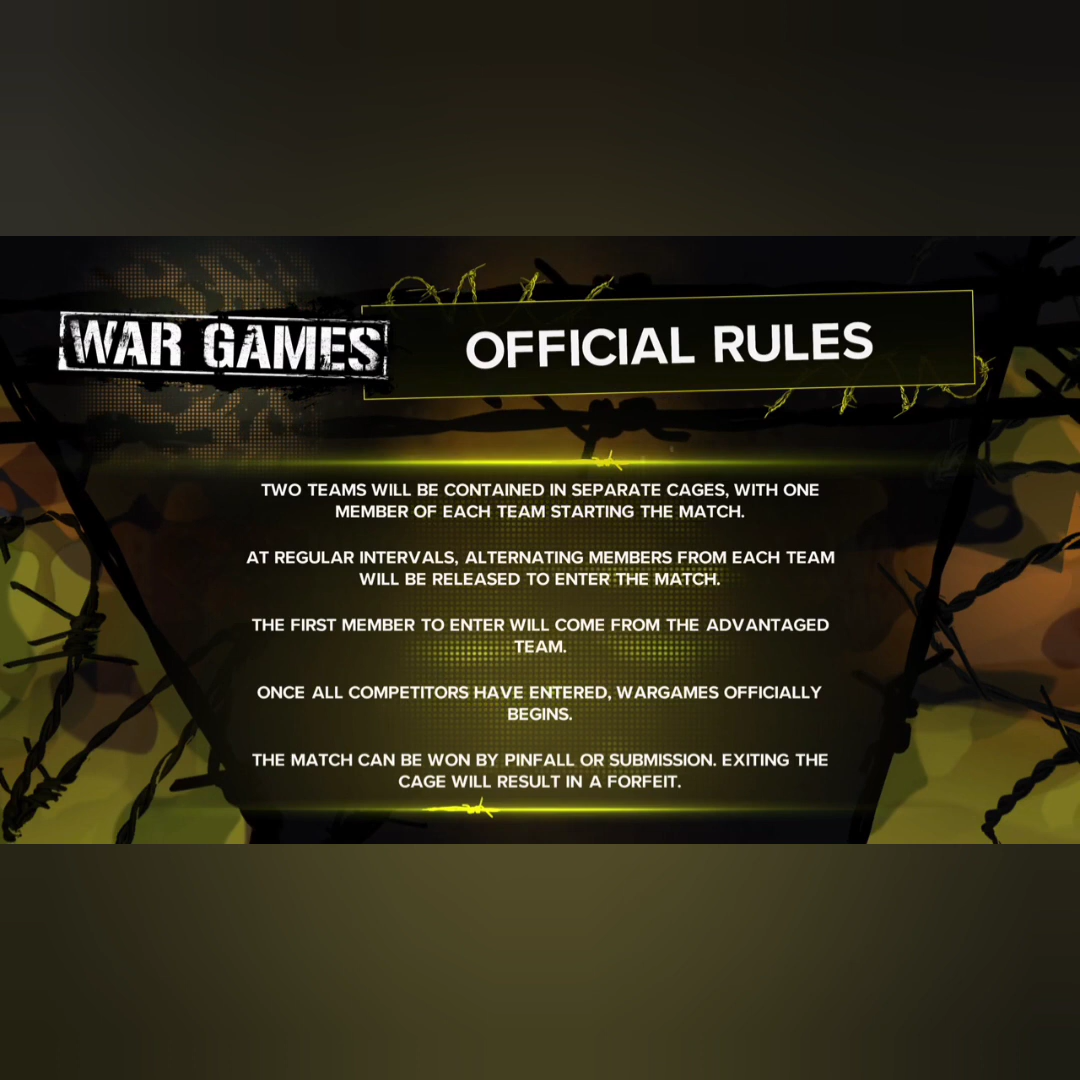 WAR GAMES
OFFICIAL RULES
TWO TEAMS WILL BE CONTAINED IN SEPARATE CAGES, WITH ONE
MEMBER OF EACH TEAM STARTING THE MATCH.
AT REGULAR INTERVALS, ALTERNATING MEMBERS FROM EACH TEAM
WILL BE RELEASED TO ENTER THE MATCH.
THE FIRST MEMBER TO ENTER WILL COME FROM THE ADVANTAGED
TEAM.
ONCE ALL COMPETITORS HAVE ENTERED, WARGAMES OFFICIALLY
BEGINS.
THE MATCH CAN BE WON BY PINFALL OR SUBMISSION. EXITING THE
CAGE WILL RESULT IN A FORFEIT.